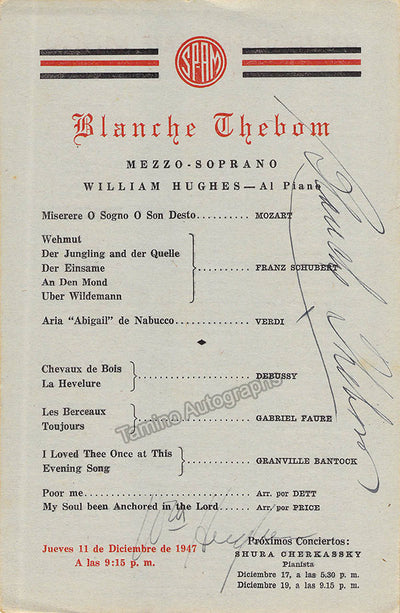 SPAM
Blanche Thebom
MEZZO-SOPRANO
WILLIAM HUGHES—Al Piano
Miserere O Sogno O Son Desto.......... MOZART
Wehmut
Der Jungling and der Quelle
Der Einsame
An Den Mond
Uber Wildemann
FRANZ SCHUBERT
Aria "Abigail" de Nabucco............... VERDI
Chevaux de Bois
La Hevelure
DEBUSSY
Les Berceaux
Toujours
GABRIEL FAURE
I Loved Thee Once at This
Evening Song
GRANVILLE BANTOCK
Poor me.................................. Arr. por DETT
My Soul been Anchored in the Lord..... Arr. por PRICE
Jueves 11 de Diciembre de 1947
A las 9:15 p. m.
Próximos Conciertos:
SHURA CHERKASSKY
Pianista
Diciembre 17, a las 5:30 p. m.
Diciembre 19, a las 9.15 p. m.
Blanche Thebom
Wm Hughes
Tamino Autographs